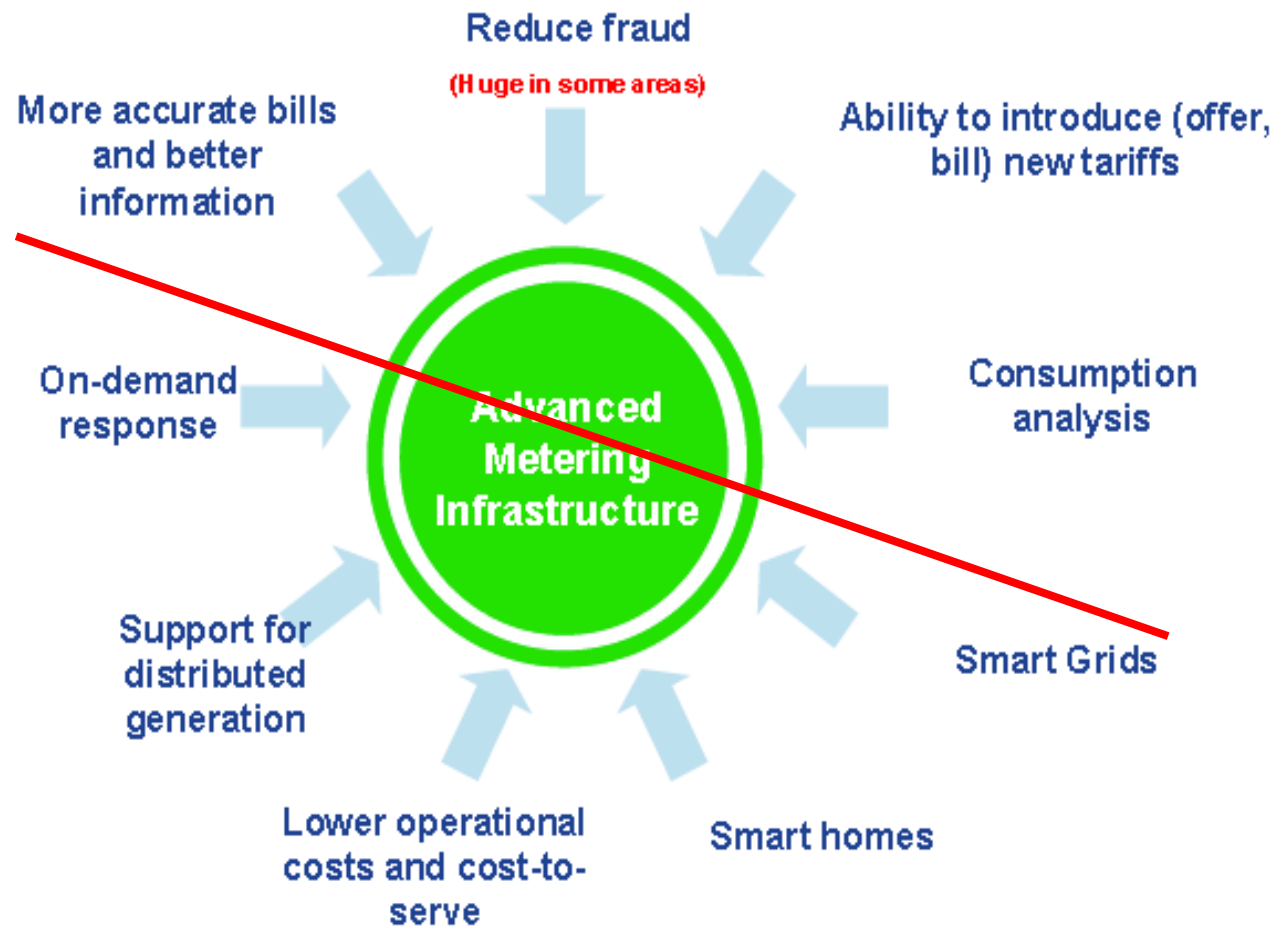 Reduce fraud
(Huge in some areas)
More accurate bills
and better
information
Ability to introduce (offer,
bill) new tariffs
On-demand
response
Advanced
Metering
Infrastructure
Consumption
analysis
Support for
distributed
generation
Smart Grids
Lower operational
costs and cost-to-
serve
Smart homes